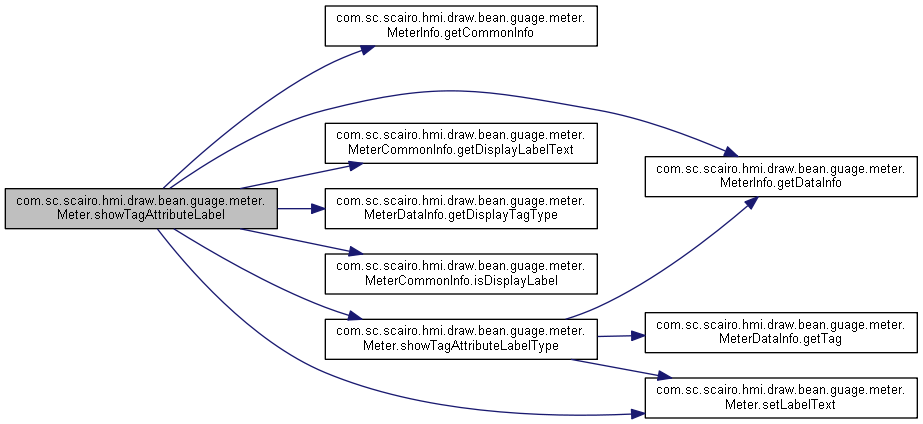 com.sc.scairo.hmi.draw.bean.guage.meter.
MeterInfo.getCommonInfo
com.sc.scairo.hmi.draw.bean.guage.meter.
MeterCommonInfo.getDisplayLabelText
com.sc.scairo.hmi.draw.bean.guage.meter.
MeterInfo.getDataInfo
com.sc.scairo.hmi.draw.bean.guage.meter.
Meter.showTagAttributeLabel
com.sc.scairo.hmi.draw.bean.guage.meter.
MeterDataInfo.getDisplayTagType
com.sc.scairo.hmi.draw.bean.guage.meter.
MeterCommonInfo.isDisplayLabel
com.sc.scairo.hmi.draw.bean.guage.meter.
Meter.showTagAttributeLabelType
com.sc.scairo.hmi.draw.bean.guage.meter.
MeterDataInfo.getTag
com.sc.scairo.hmi.draw.bean.guage.meter.
Meter.setLabelText